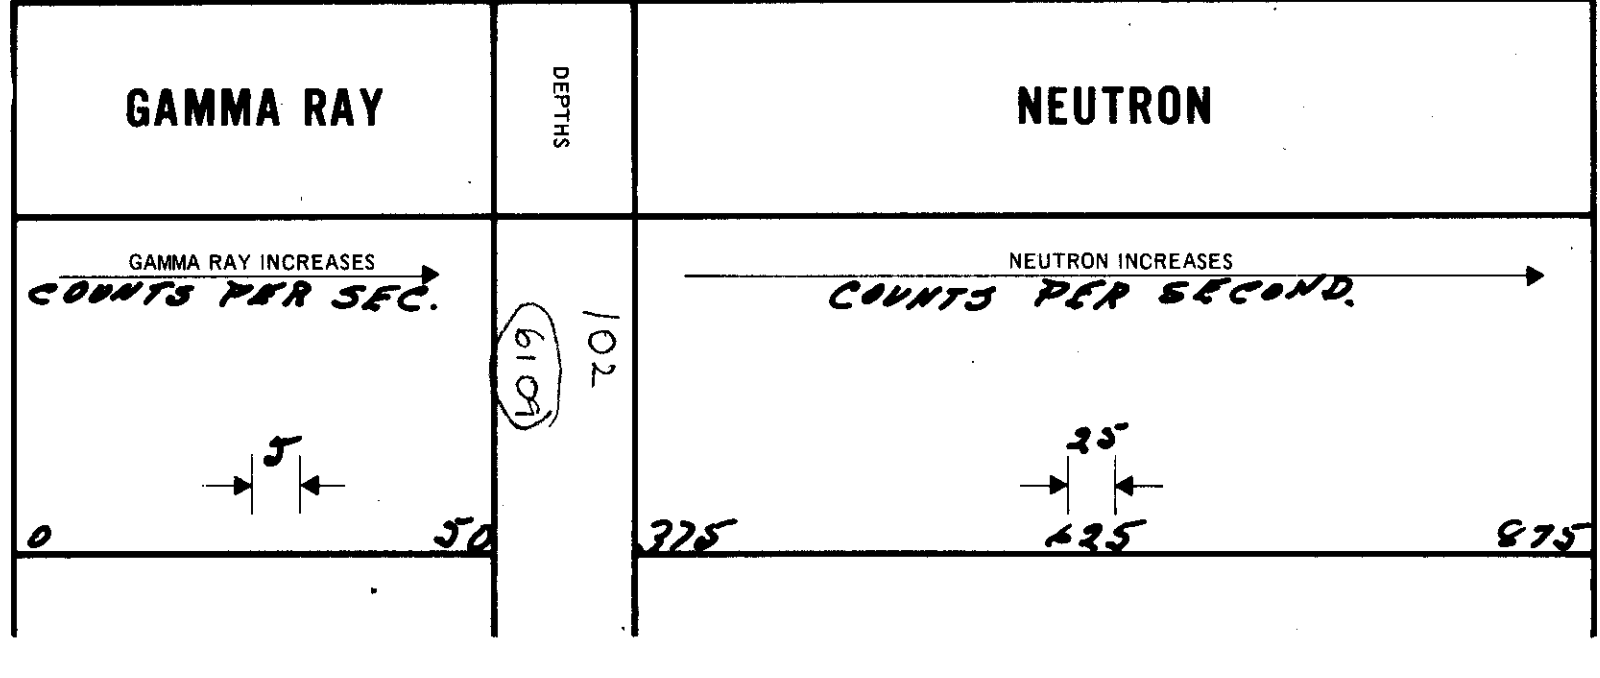 GAMMA RAY
DEPTHS
NEUTRON
GAMMA RAY INCREASES
COUNTS PER SEC.
NEUTRON INCREASES
COUNTS PER SECOND.
102
5
25
0
50
375
625
875